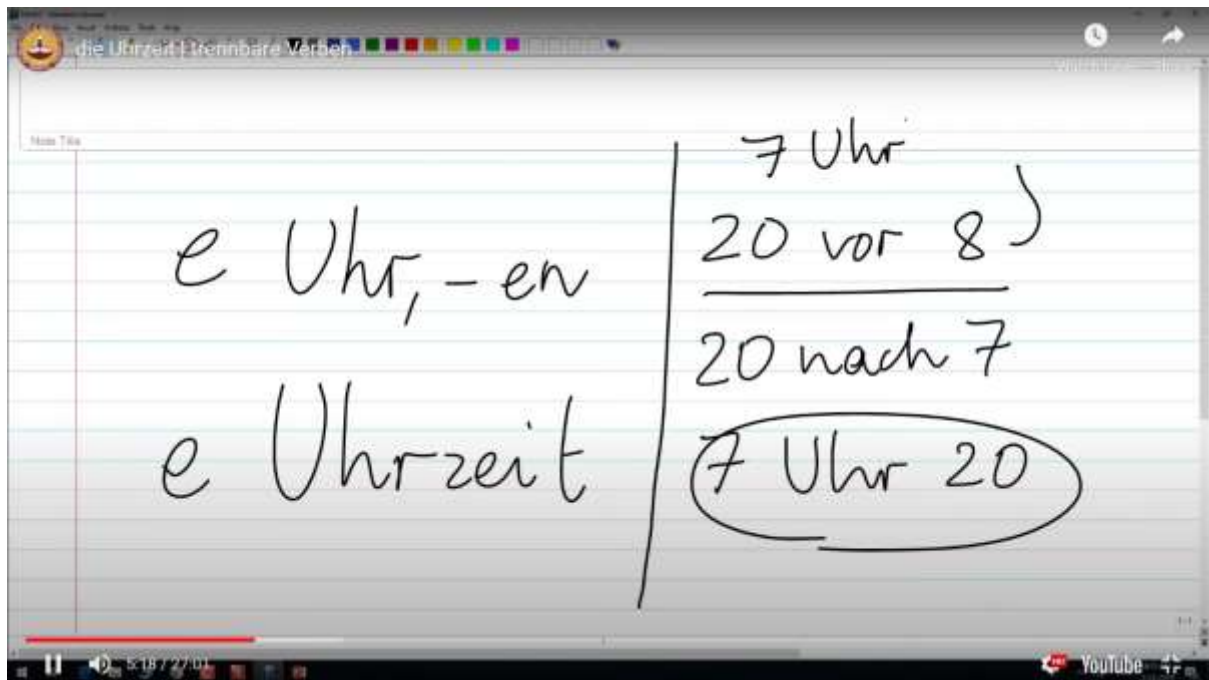 die Uhrzeit | trennbare Verben
Note Title
e Uhr, -en
e Uhrzeit
7 Uhr
20 vor 8
20 nach 7
7 Uhr 20
5:18 / 27:01
YouTube